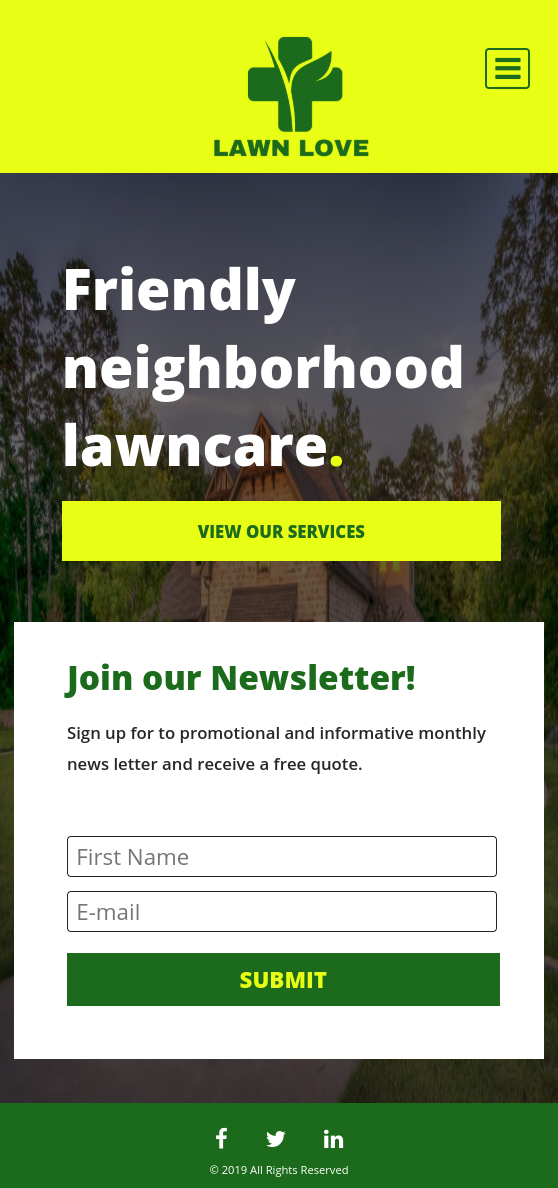 LAWN LOVE
Friendly
neighborhood
lawncare.
VIEW OUR SERVICES
Join our Newsletter!
Sign up for to promotional and informative monthly
news letter and receive a free quote.
First Name
E-mail
SUBMIT
© 2019 All Rights Reserved